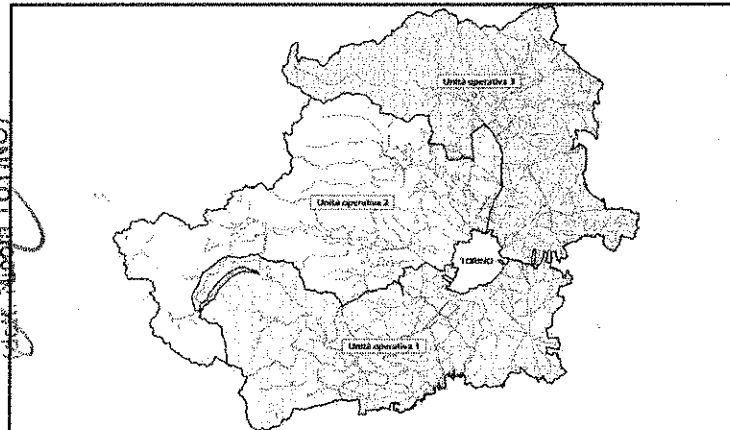 Unità operativa 3
Unità operativa 2
TORINO
Unità operativa 1